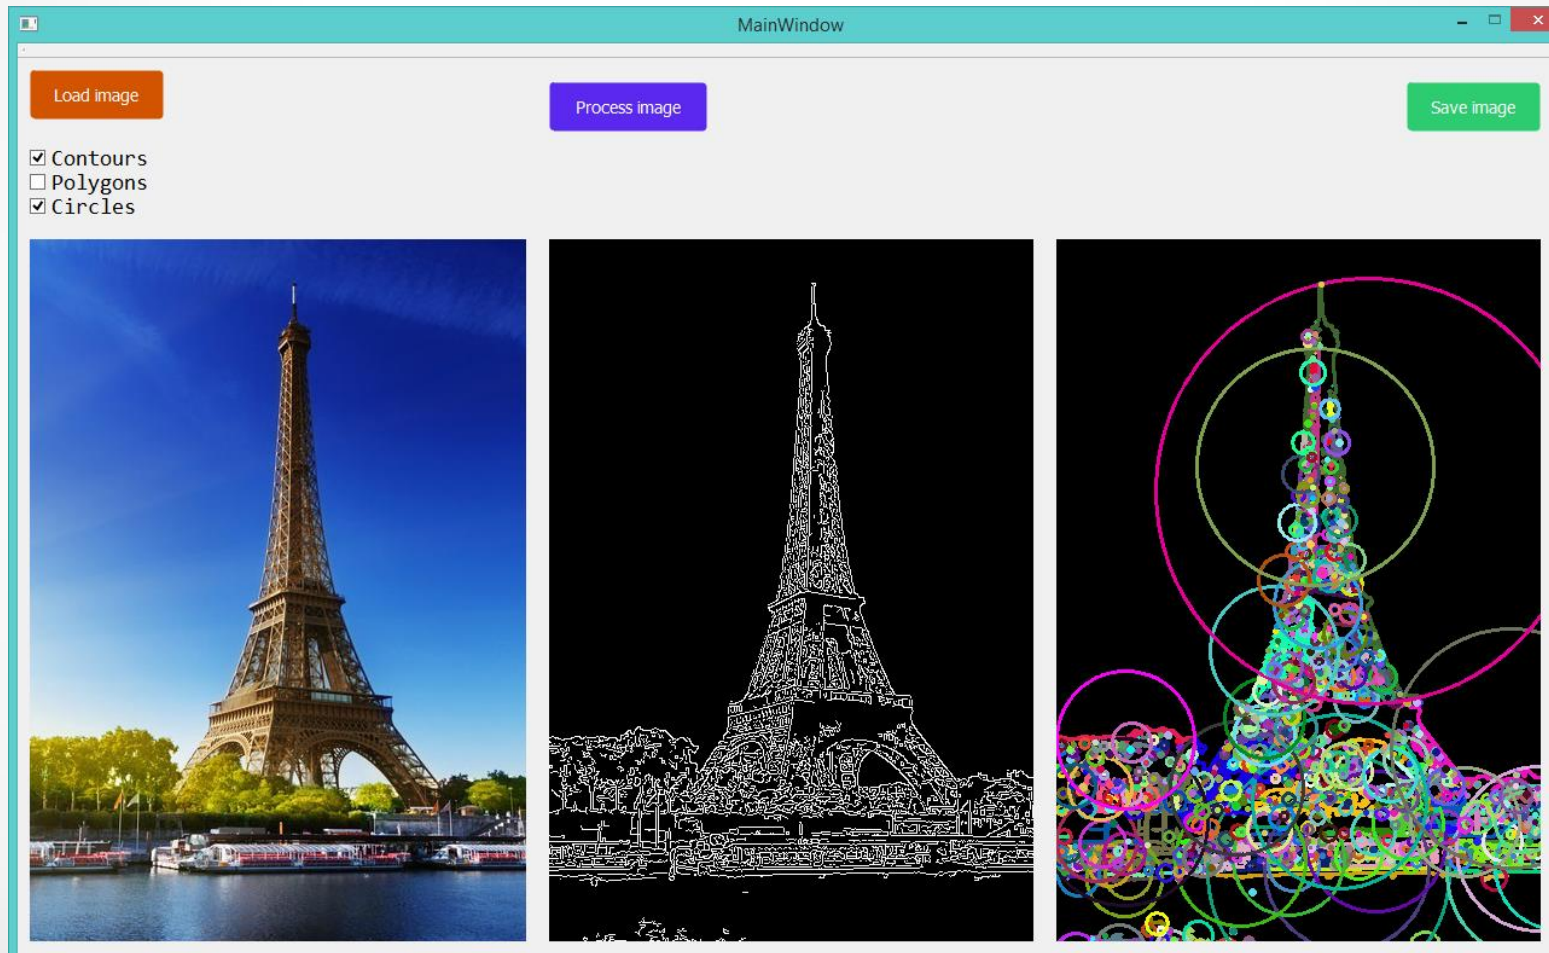 MainWindow
Load image
Process image
Save image
Contours
Polygons
Circles